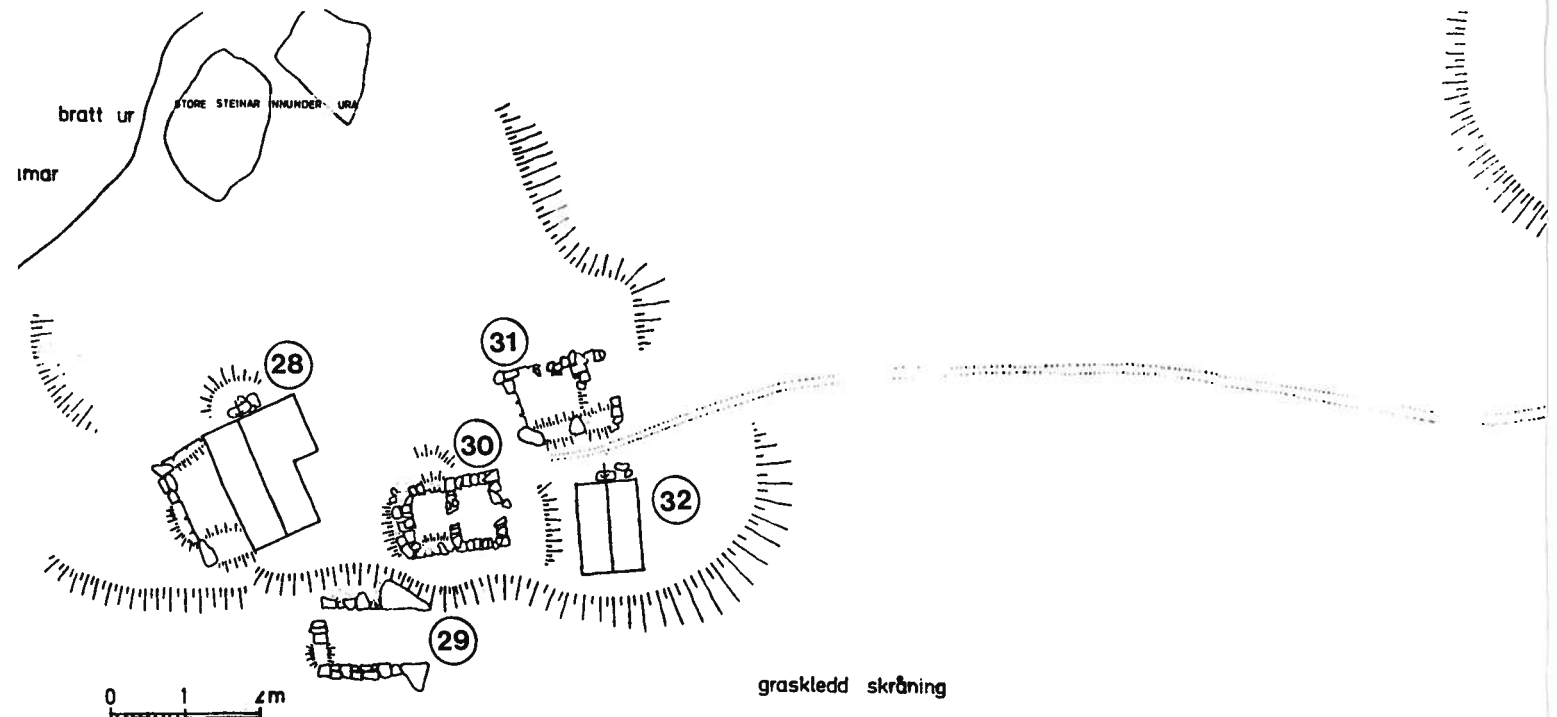 STORE STEINAR INNUNDER URA
bratt ur
mar
28
31
30
32
29
0 1 2m
graskledd skråning